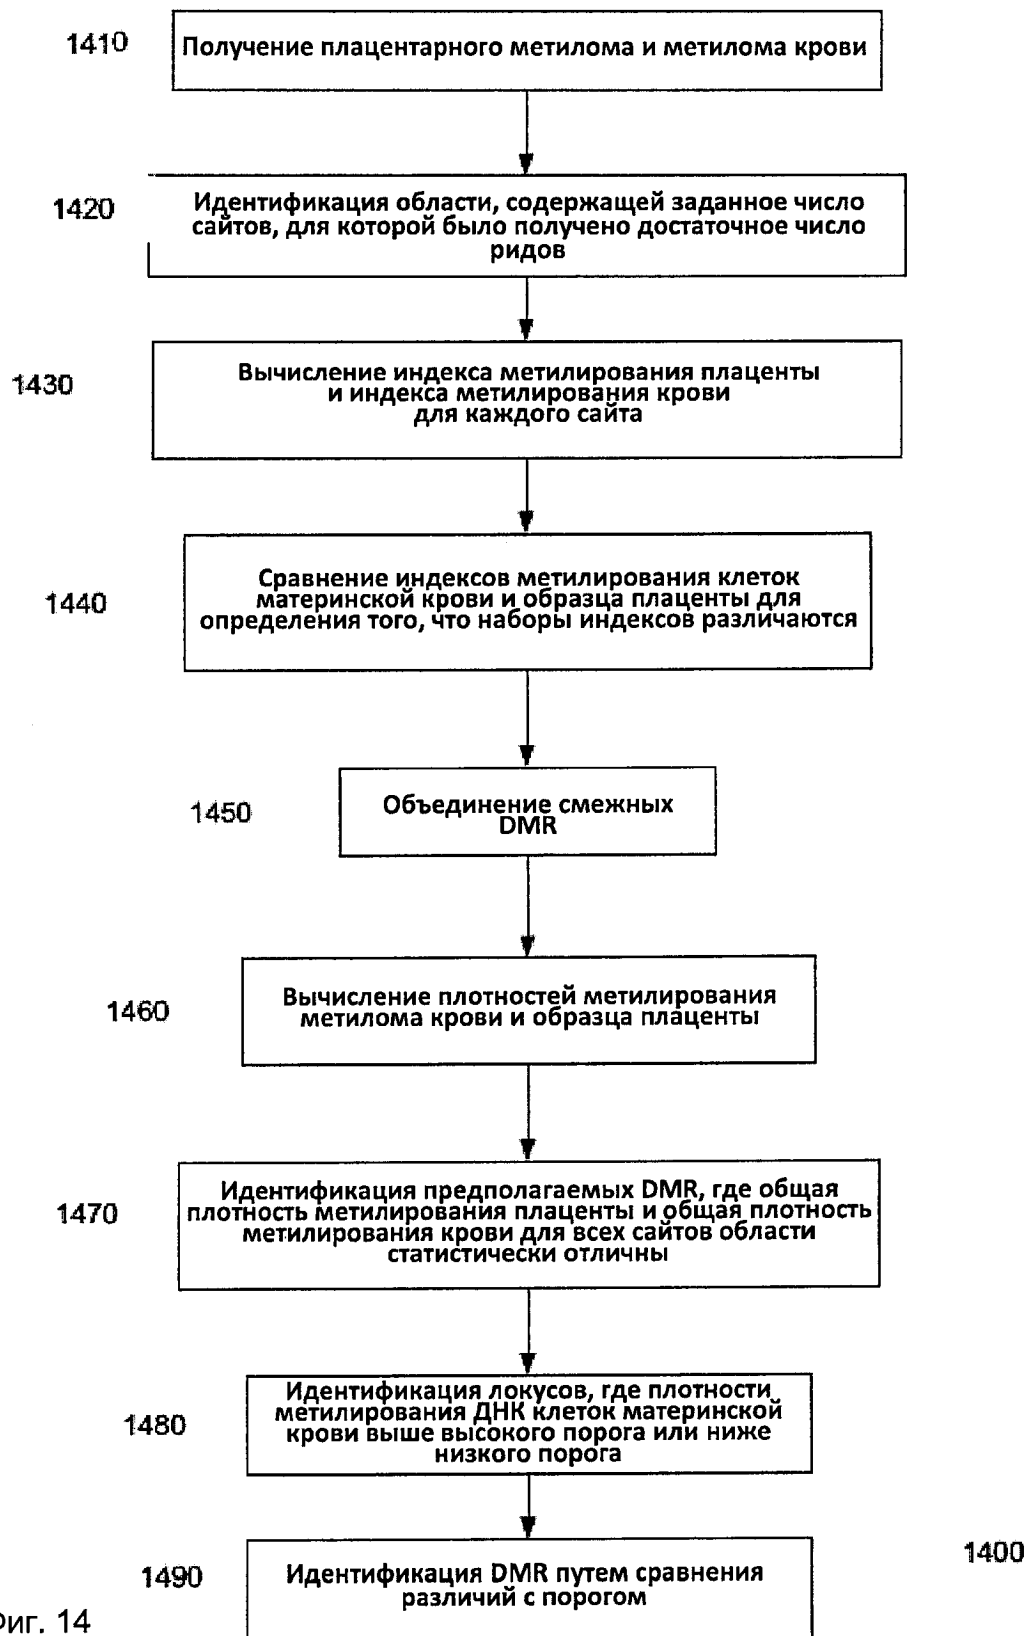 1410
Получение плацентарного метилома и метилома крови
1420
Идентификация области, содержащей заданное число
сайтов, для которой было получено достаточное число
ридов
1430
Вычисление индекса метилирования плаценты
и индекса метилирования крови
для каждого сайта
1440
Сравнение индексов метилирования клеток
материнской крови и образца плаценты для
определения того, что наборы индексов различаются
1450
Объединение смежных
DMR
1460
Вычисление плотностей метилирования
метилома крови и образца плаценты
1470
Идентификация предполагаемых DMR, где общая
плотность метилирования плаценты и общая плотность
метилирования крови для всех сайтов области
статистически отличны
1480
Идентификация локусов, где плотности
метилирования ДНК клеток материнской
крови выше высокого порога или ниже
низкого порога
1490
Идентификация DMR путем сравнения
различий с порогом
1400
Фиг. 14